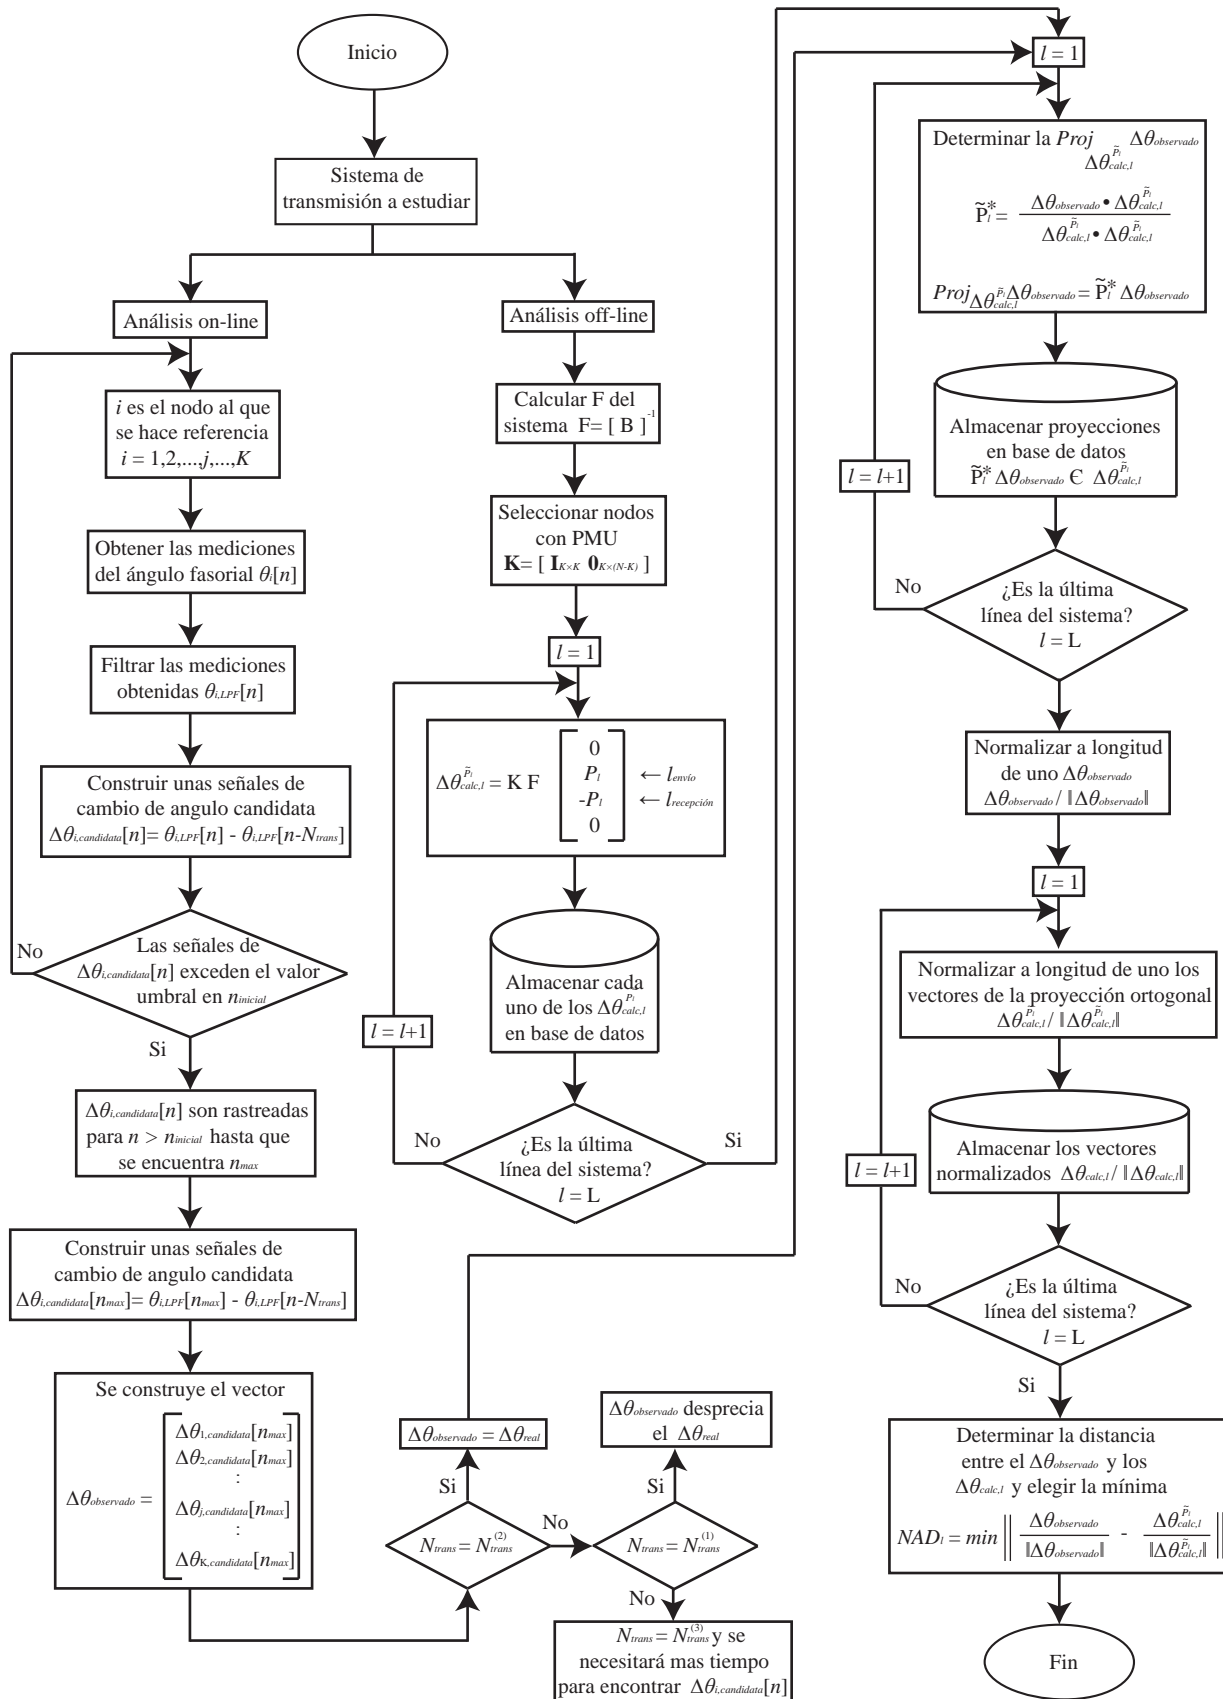 Inicio
Sistema de
transmisión a estudiar
Análisis on-line
i es el nodo al que
se hace referencia
i = 1,2,...,j,...,K
Obtener las mediciones
del ángulo fasorial θi[n]
Filtrar las mediciones
obtenidas θi,LPF[n]
Construir unas señales de
cambio de angulo candidata
Δθi,candidata[n]= θi,LPF[n] - θi,LPF[n-Ntrans]
No
Las señales de
Δθi,candidata[n] exceden el valor
umbral en ninicial
Si
Δθi,candidata[n] son rastreadas
para n > ninicial hasta que
se encuentra nmax
Construir unas señales de
cambio de angulo candidata
Δθi,candidata[nmax]= θi,LPF[nmax] - θi,LPF[n-Ntrans]
Se construye el vector
Δθobservado =
Δθ1,candidata[nmax]
Δθ2,candidata[nmax]
:
Δθj,candidata[nmax]
:
ΔθK,candidata[nmax]
Análisis off-line
Calcular F del
sistema F= [ B ]-1
Seleccionar nodos
con PMU
K= [ IK×K 0K×(N-K) ]
l = 1
Δθcalc,l P̃l = K F
0
Pl ← lenvío
-Pl ← lrecepción
0
Almacenar cada
uno de los Δθcalc,l P̃l
en base de datos
l = l+1
No
¿Es la última
línea del sistema?
l = L
Si
Δθobservado = Δθreal
Si
Ntrans = Ntrans(2)
No
Δθobservado desprecia
el Δθreal
Si
Ntrans = Ntrans(1)
No
Ntrans = Ntrans(3) y se
necesitará mas tiempo
para encontrar Δθi,candidata[n]
l = 1
Determinar la Proj Δθcalc,l P̃l Δθobservado
P̃l* = Δθobservado • Δθcalc,l P̃l
Δθcalc,l P̃l • Δθcalc,l P̃l
Proj Δθcalc,l P̃l Δθobservado = P̃l* Δθobservado
Almacenar proyecciones
en base de datos
P̃l* Δθobservado Є Δθcalc,l P̃l
l = l+1
No
¿Es la última
línea del sistema?
l = L
Normalizar a longitud
de uno Δθobservado
Δθobservado / ‖Δθobservado‖
l = 1
Normalizar a longitud de uno los
vectores de la proyección ortogonal
Δθcalc,l P̃l / ‖Δθcalc,l P̃l‖
Almacenar los vectores
normalizados Δθcalc,l / ‖Δθcalc,l‖
l = l+1
No
¿Es la última
línea del sistema?
l = L
Si
Determinar la distancia
entre el Δθobservado y los
Δθcalc,l y elegir la mínima
NADl = min ‖ Δθobservado / ‖Δθobservado‖ - Δθcalc,l P̃l / ‖Δθcalc,l P̃l‖ ‖
Fin